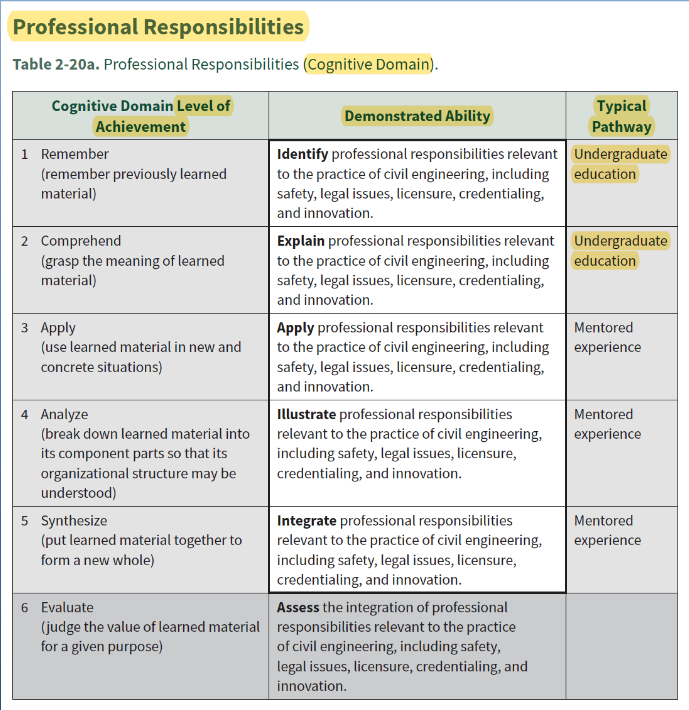 Professional Responsibilities
Table 2-20a. Professional Responsibilities (Cognitive Domain).
Cognitive Domain Level of
Achievement
Demonstrated Ability
Typical
Pathway
1 Remember
(remember previously learned
material)
Identify professional responsibilities relevant
to the practice of civil engineering, including
safety, legal issues, licensure, credentialing,
and innovation.
Undergraduate
education
2 Comprehend
(grasp the meaning of learned
material)
Explain professional responsibilities relevant
to the practice of civil engineering, including
safety, legal issues, licensure, credentialing,
and innovation.
Undergraduate
education
3 Apply
(use learned material in new and
concrete situations)
Apply professional responsibilities relevant
to the practice of civil engineering, including
safety, legal issues, licensure, credentialing,
and innovation.
Mentored
experience
4 Analyze
(break down learned material into
its component parts so that its
organizational structure may be
understood)
Illustrate professional responsibilities
relevant to the practice of civil engineering,
including safety, legal issues, licensure,
credentialing, and innovation.
Mentored
experience
5 Synthesize
(put learned material together to
form a new whole)
Integrate professional responsibilities
relevant to the practice of civil engineering,
including safety, legal issues, licensure,
credentialing, and innovation.
Mentored
experience
6 Evaluate
(judge the value of learned material
for a given purpose)
Assess the integration of professional
responsibilities relevant to the practice
of civil engineering, including safety,
legal issues, licensure, credentialing, and
innovation.